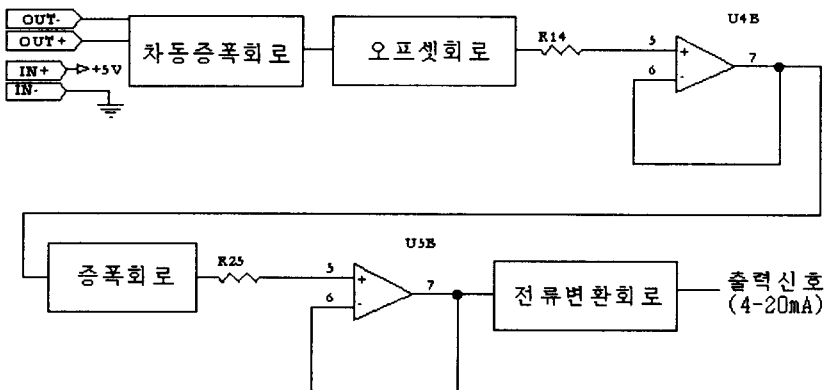 OUT-
OUT+
IN+
+5V
IN-
차동증폭회로
오프셋회로
R14
U4B
5
+
6
-
7
증폭회로
R25
U5B
5
+
6
-
7
전류변환회로
출력신호
(4-20mA)